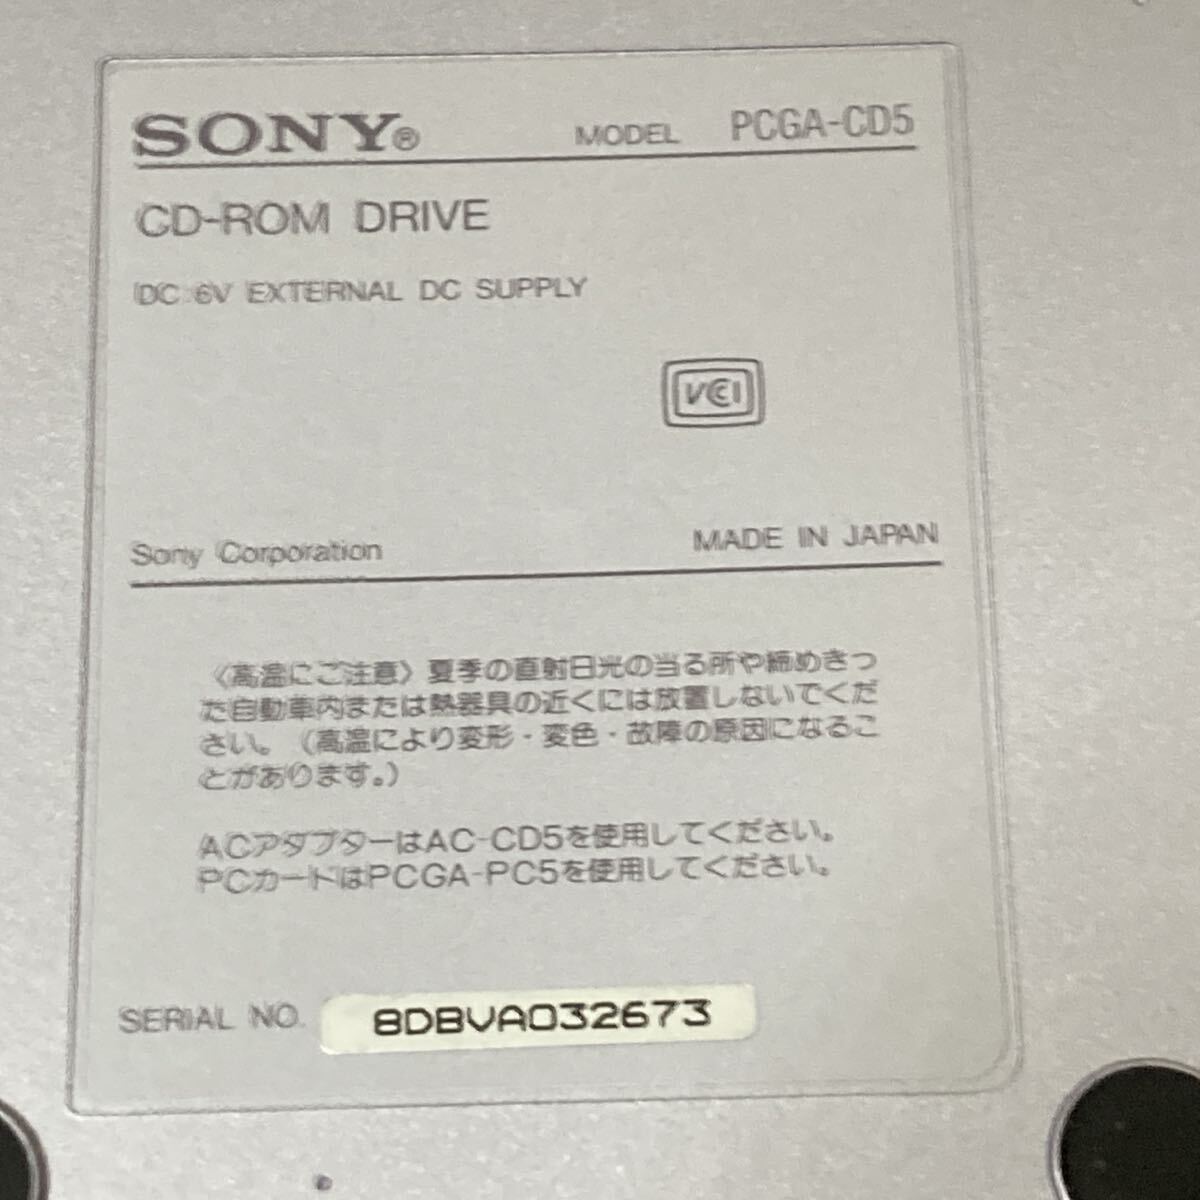 SONY® MODEL PCGA-CD5
CD-ROM DRIVE
DC 6V EXTERNAL DC SUPPLY
VCI
Sony Corporation MADE IN JAPAN
〈高温にご注意〉夏季の直射日光の当る所や締めきっ
た自動車内または熱器具の近くには放置しないでくだ
さい。（高温により変形・変色・故障の原因になるこ
とがあります。）
ACアダプターはAC-CD5を使用してください。
PCカードはPCGA-PC5を使用してください。
SERIAL NO. 8DBVA032673